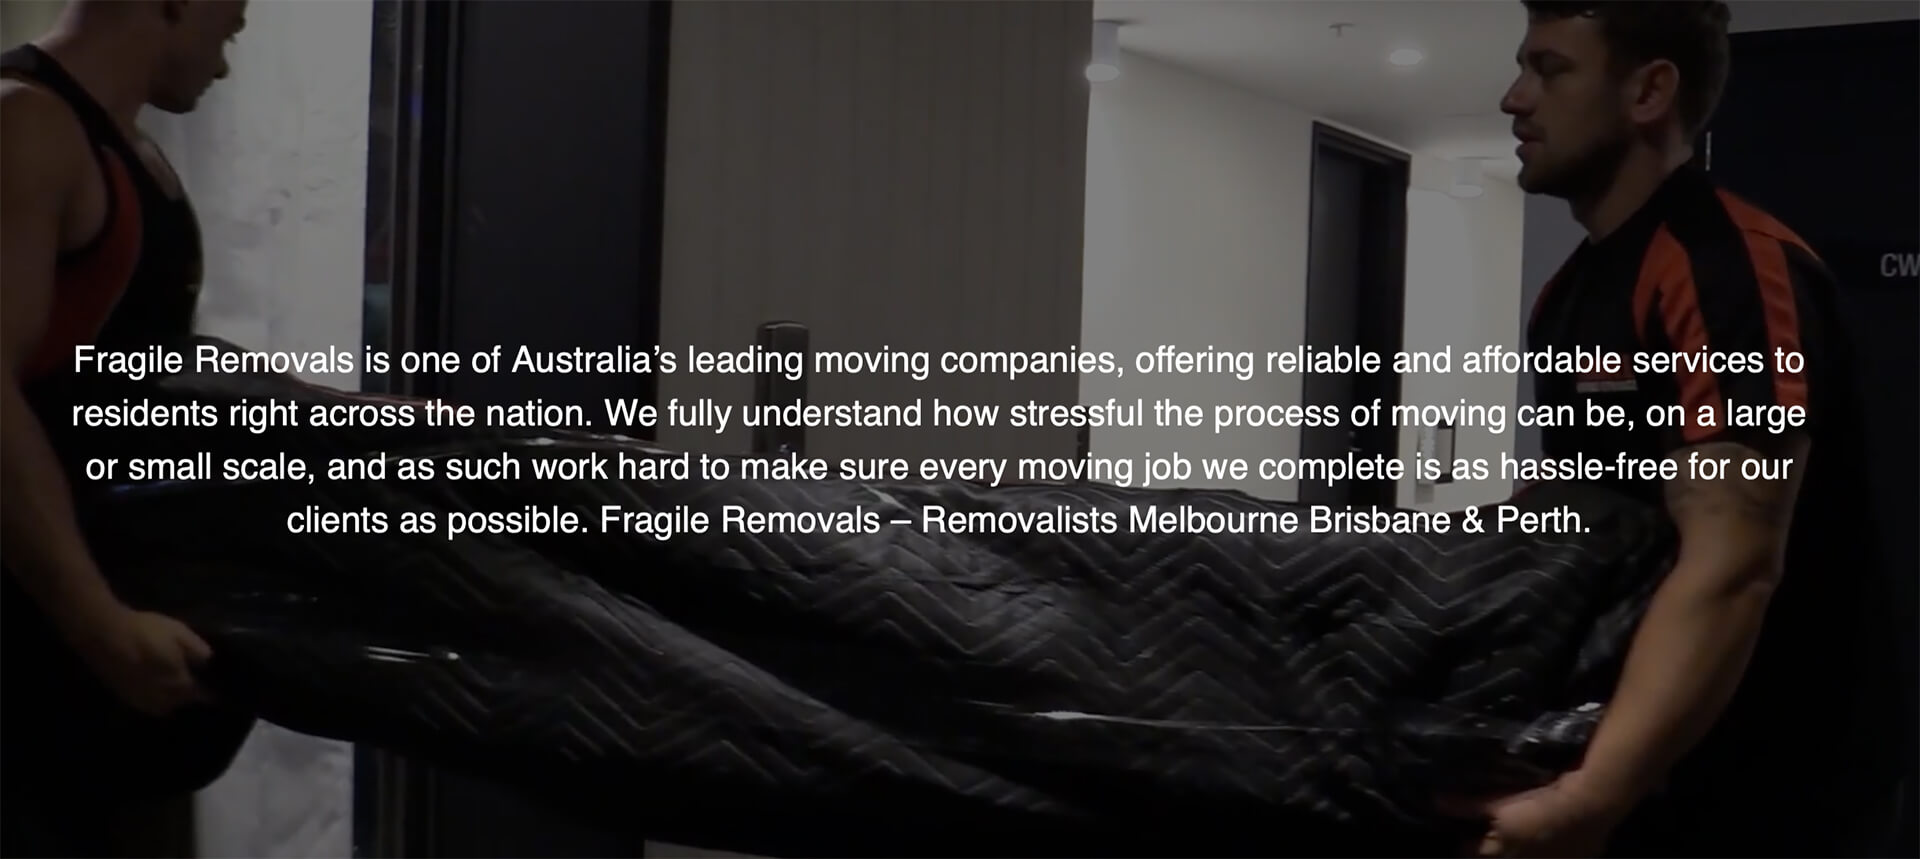 CW
Fragile Removals is one of Australia’s leading moving companies, offering reliable and affordable services to
residents right across the nation. We fully understand how stressful the process of moving can be, on a large
or small scale, and as such work hard to make sure every moving job we complete is as hassle-free for our
clients as possible. Fragile Removals – Removalists Melbourne Brisbane & Perth.